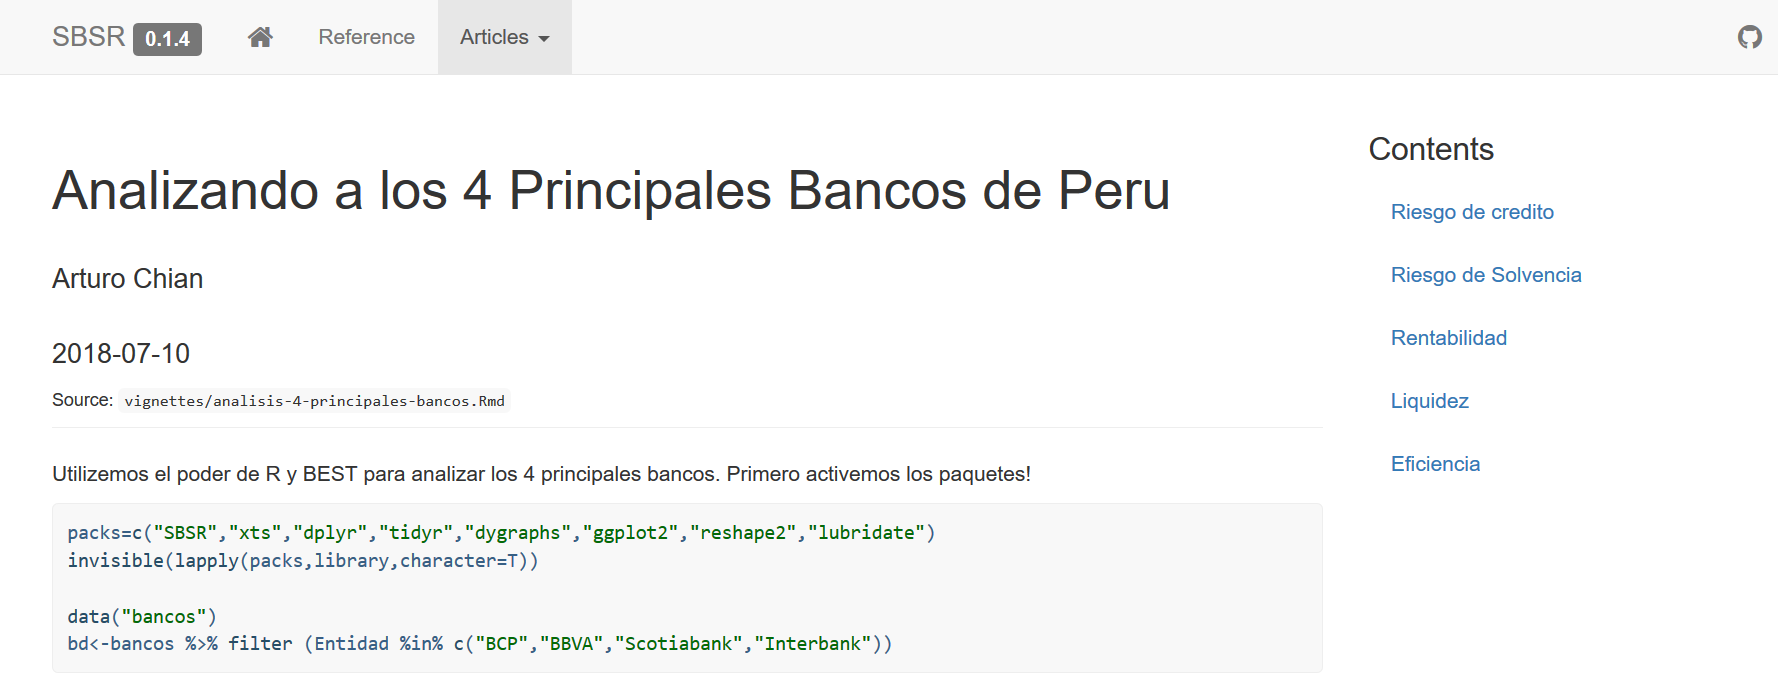 SBSR 0.1.4 Reference Articles
Analizando a los 4 Principales Bancos de Peru
Arturo Chian
2018-07-10
Source: vignettes/analisis-4-principales-bancos.Rmd
Utilizemos el poder de R y BEST para analizar los 4 principales bancos. Primero activemos los paquetes!
packs=c("SBSR","xts","dplyr","tidyr","dygraphs","ggplot2","reshape2","lubridate")
invisible(lapply(packs,library,character=T))
data("bancos")
bd<-bancos %>% filter (Entidad %in% c("BCP","BBVA","Scotiabank","Interbank"))
Contents
Riesgo de credito
Riesgo de Solvencia
Rentabilidad
Liquidez
Eficiencia